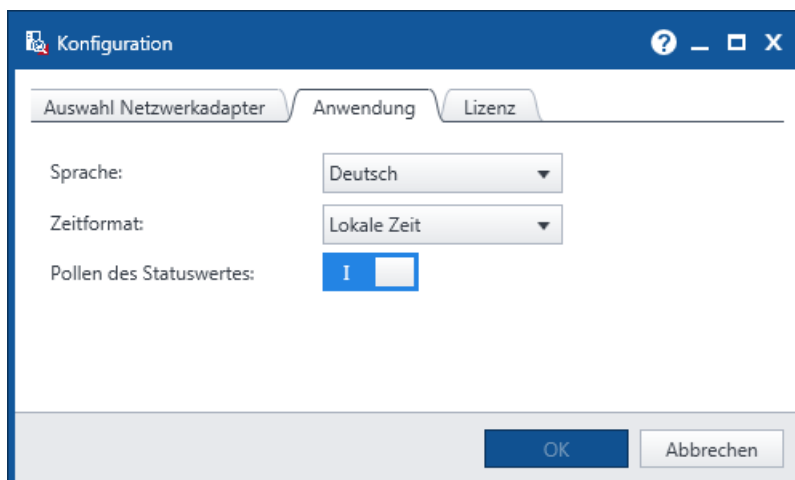 Konfiguration
Auswahl Netzwerkadapter Anwendung Lizenz
Sprache: Deutsch
Zeitformat: Lokale Zeit
Pollen des Statuswertes: I
OK Abbrechen